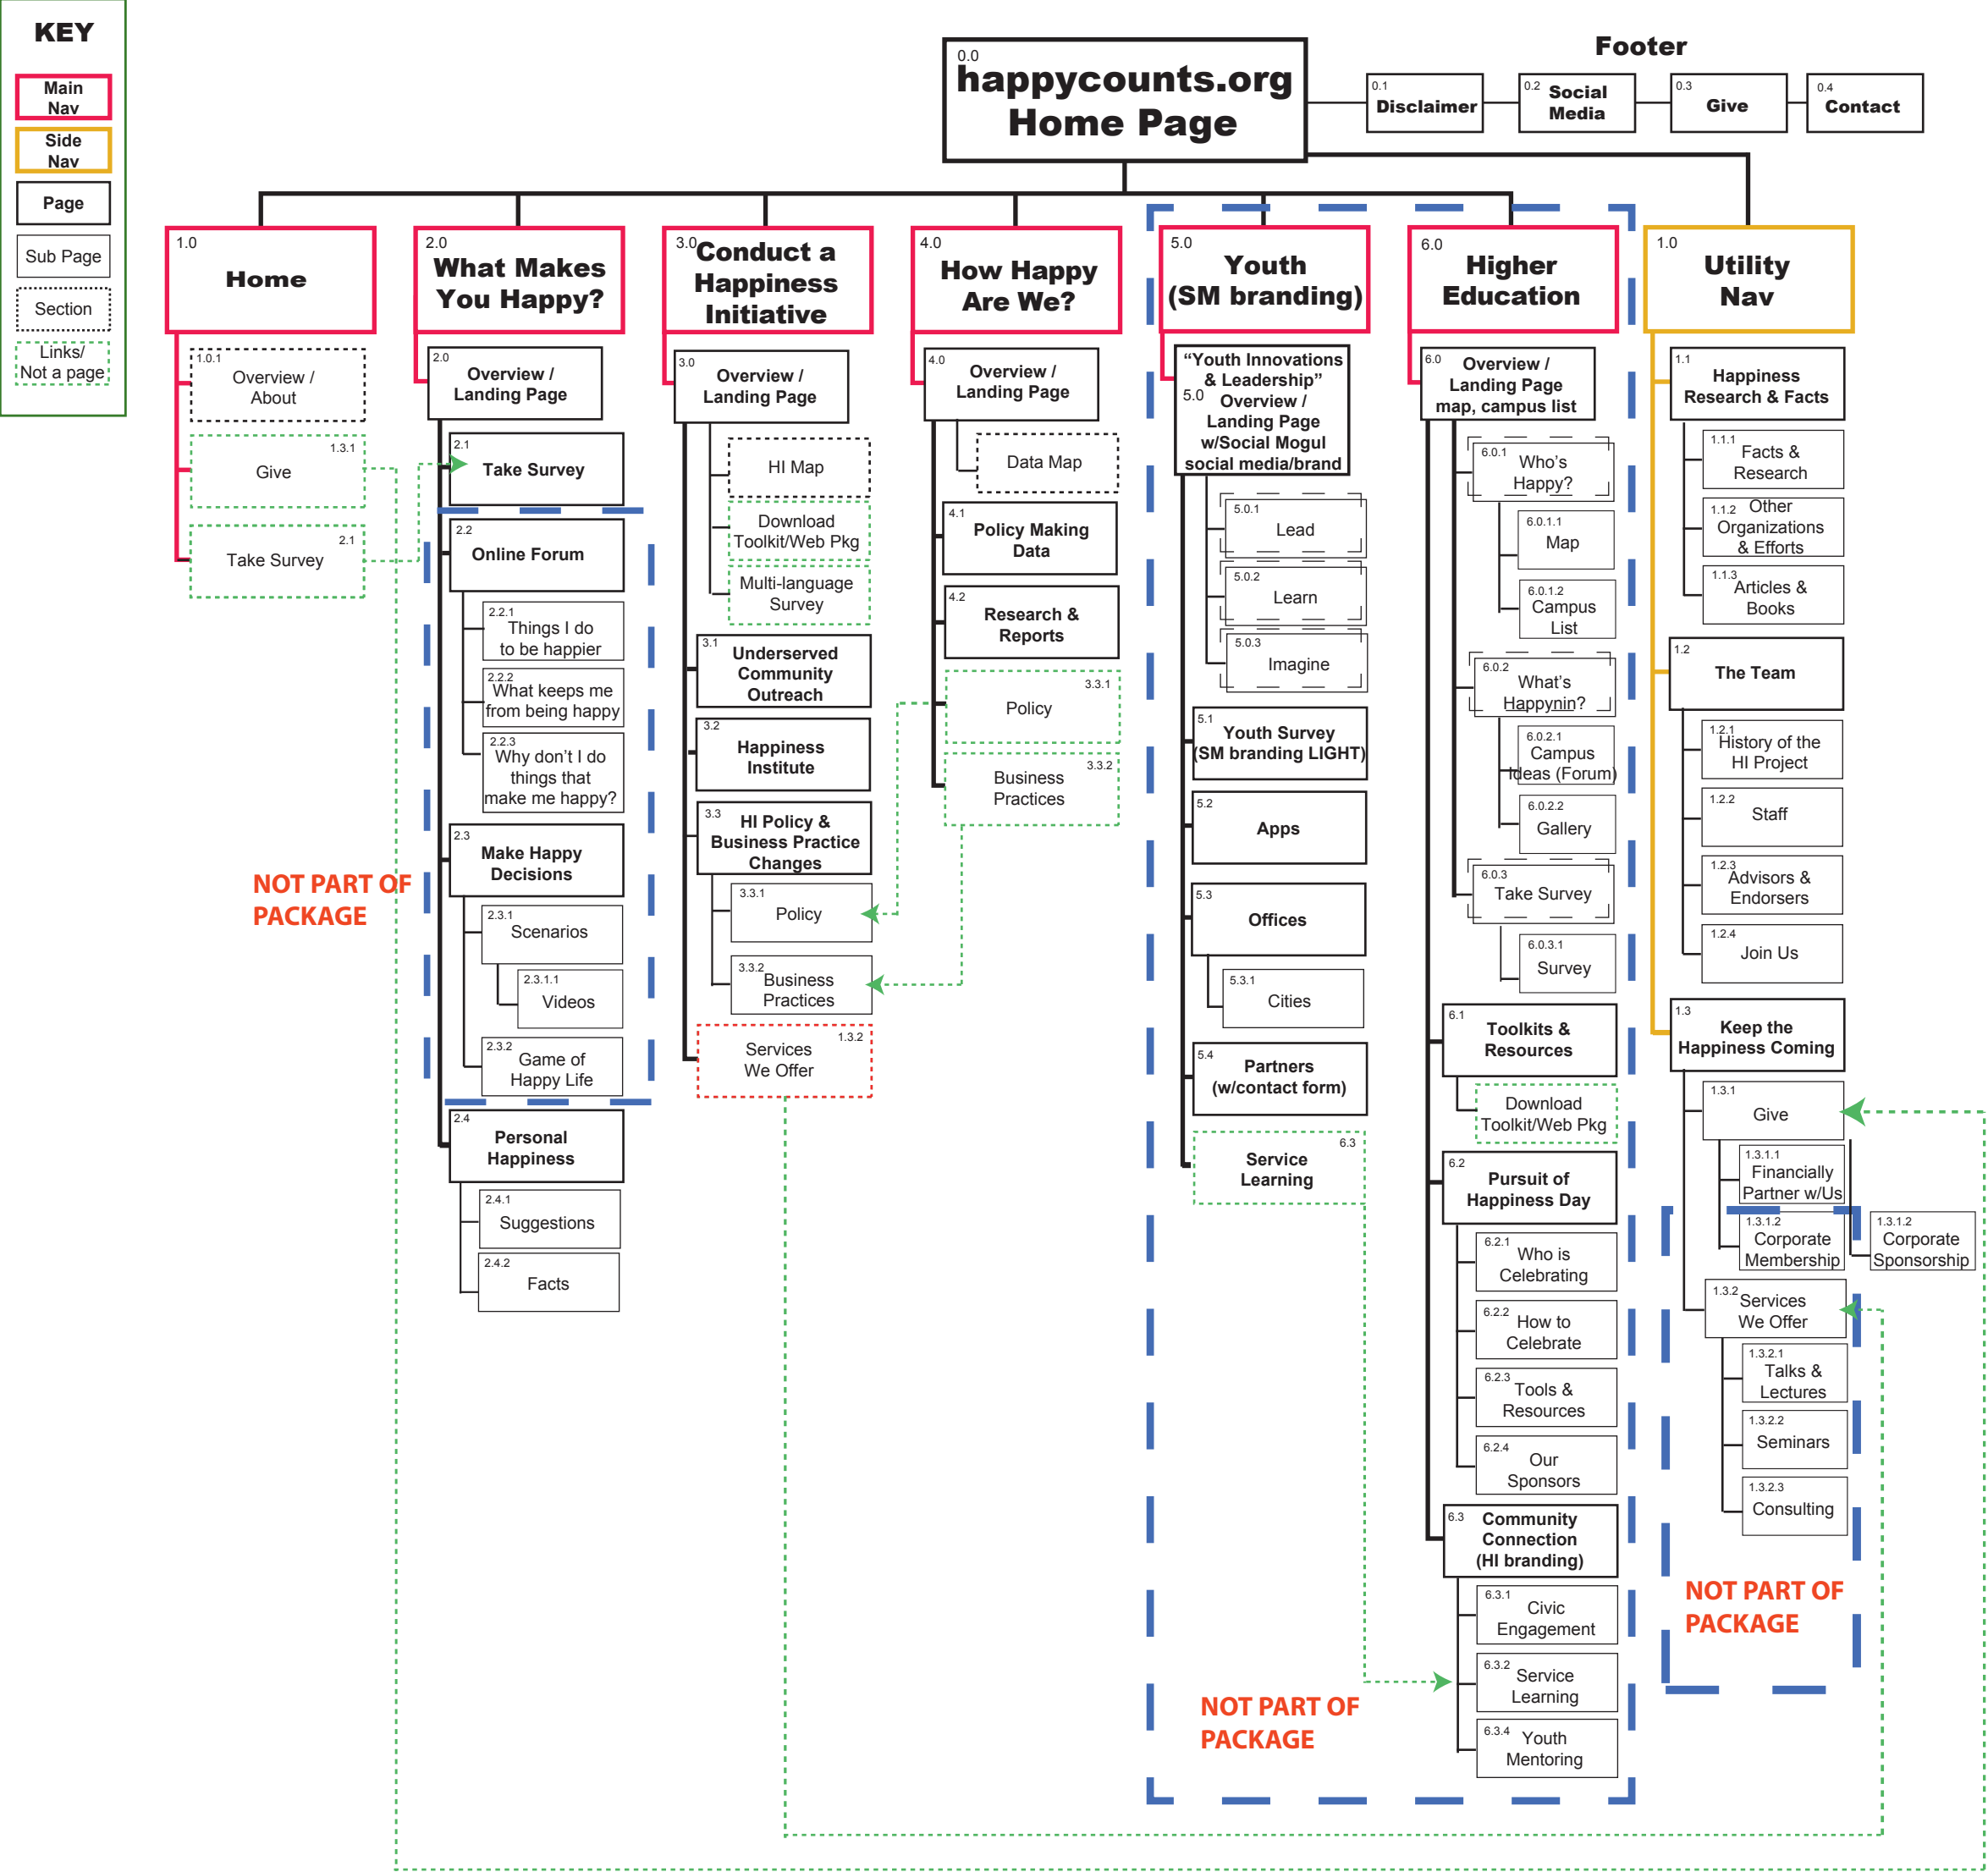 KEY
Main
Nav
Side
Nav
Page
Sub Page
Section
Links/
Not a page
0.0
happycounts.org
Home Page
Footer
0.1
Disclaimer
0.2
Social
Media
0.3
Give
0.4
Contact
1.0
Home
1.0.1
Overview /
About
1.3.1
Give
2.1
Take Survey
2.0
What Makes
You Happy?
2.0
Overview /
Landing Page
2.1
Take Survey
2.2
Online Forum
2.2.1
Things I do
to be happier
2.2.2
What keeps me
from being happy
2.2.3
Why don't I do
things that
make me happy?
2.3
Make Happy
Decisions
2.3.1
Scenarios
2.3.1.1
Videos
2.3.2
Game of
Happy Life
NOT PART OF
PACKAGE
2.4
Personal
Happiness
2.4.1
Suggestions
2.4.2
Facts
3.0
Conduct a
Happiness
Initiative
3.0
Overview /
Landing Page
HI Map
Download
Toolkit/Web Pkg
Multi-language
Survey
3.1
Underserved
Community
Outreach
3.2
Happiness
Institute
3.3
HI Policy &
Business Practice
Changes
3.3.1
Policy
3.3.2
Business
Practices
1.3.2
Services
We Offer
4.0
How Happy
Are We?
4.0
Overview /
Landing Page
Data Map
4.1
Policy Making
Data
4.2
Research &
Reports
3.3.1
Policy
3.3.2
Business
Practices
5.0
Youth
(SM branding)
“Youth Innovations
& Leadership”
5.0
Overview /
Landing Page
w/Social Mogul
social media/brand
5.0.1
Lead
5.0.2
Learn
5.0.3
Imagine
5.1
Youth Survey
(SM branding LIGHT)
5.2
Apps
5.3
Offices
5.3.1
Cities
5.4
Partners
(w/contact form)
6.3
Service
Learning
NOT PART OF
PACKAGE
6.0
Higher
Education
6.0
Overview /
Landing Page
map, campus list
6.0.1
Who's
Happy?
6.0.1.1
Map
6.0.1.2
Campus
List
6.0.2
What's
Happynin?
6.0.2.1
Campus
Ideas (Forum)
6.0.2.2
Gallery
6.0.3
Take Survey
6.0.3.1
Survey
6.1
Toolkits &
Resources
Download
Toolkit/Web Pkg
6.2
Pursuit of
Happiness Day
6.2.1
Who is
Celebrating
6.2.2
How to
Celebrate
6.2.3
Tools &
Resources
6.2.4
Our
Sponsors
6.3
Community
Connection
(HI branding)
6.3.1
Civic
Engagement
6.3.2
Service
Learning
6.3.4
Youth
Mentoring
1.0
Utility
Nav
1.1
Happiness
Research & Facts
1.1.1
Facts &
Research
1.1.2
Other
Organizations
& Efforts
1.1.3
Articles &
Books
1.2
The Team
1.2.1
History of the
HI Project
1.2.2
Staff
1.2.3
Advisors &
Endorsers
1.2.4
Join Us
1.3
Keep the
Happiness Coming
1.3.1
Give
1.3.1.1
Financially
Partner w/Us
1.3.1.2
Corporate
Membership
1.3.1.2
Corporate
Sponsorship
1.3.2
Services
We Offer
1.3.2.1
Talks &
Lectures
1.3.2.2
Seminars
1.3.2.3
Consulting
NOT PART OF
PACKAGE